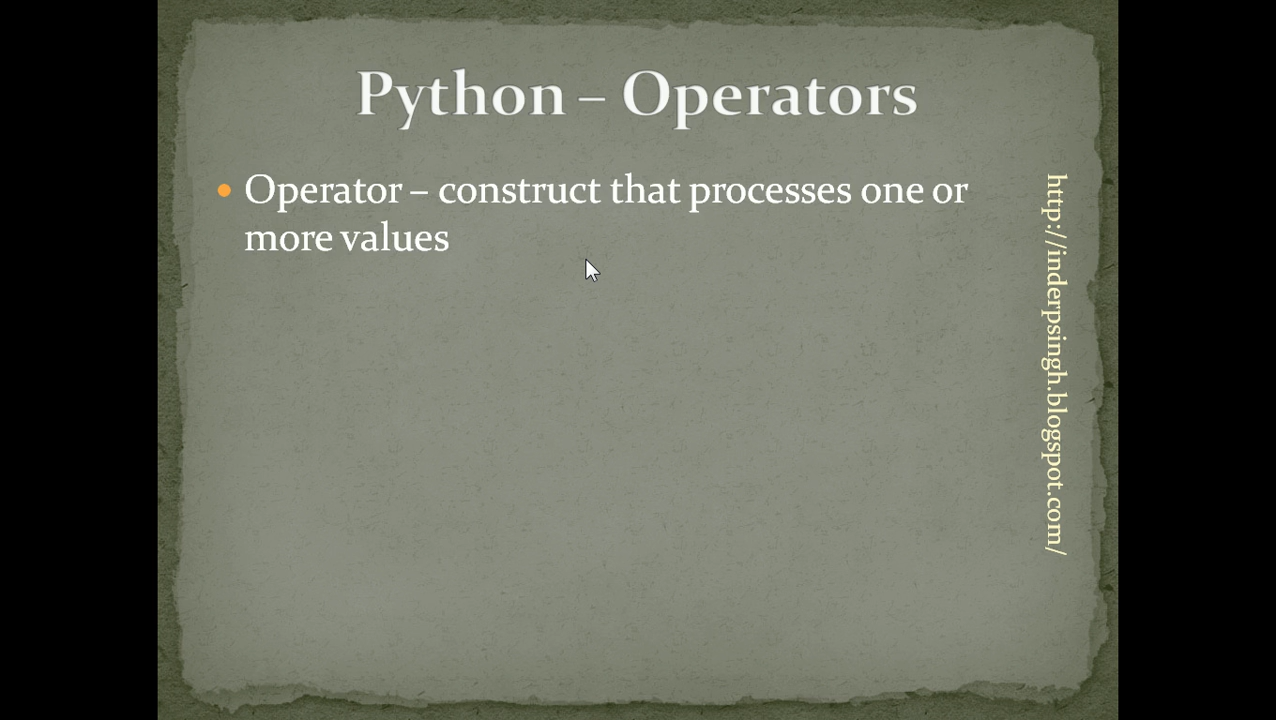 Python – Operators
Operator – construct that processes one or
more values
http://inderpsingh.blogspot.com/